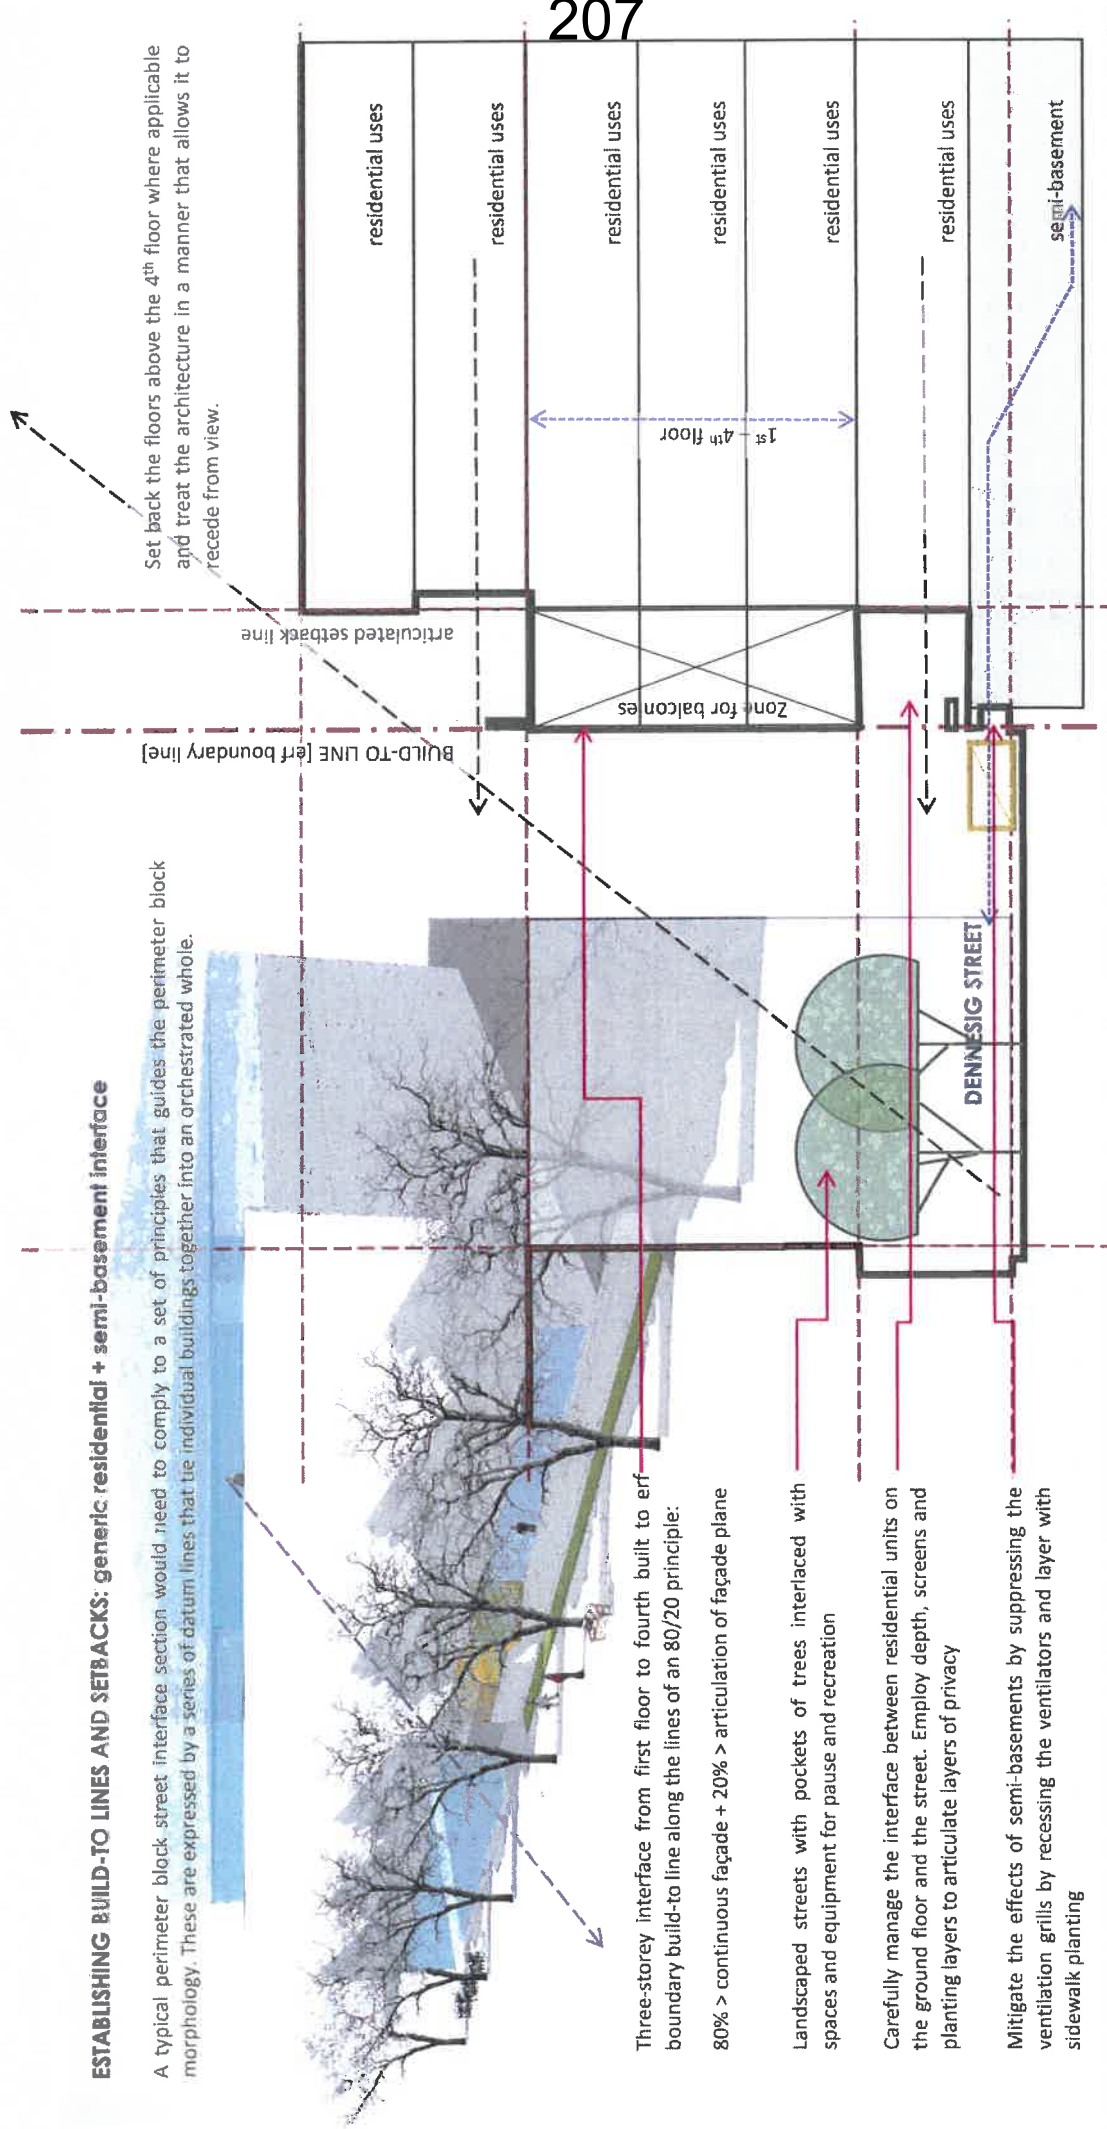 207
ESTABLISHING BUILD-TO LINES AND SETBACKS: generic residential + semi-basement interface
A typical perimeter block street interface section would need to comply to a set of principles that guides the perimeter block
morphology. These are expressed by a series of datum lines that tie individual buildings together into an orchestrated whole.
Set back the floors above the 4th floor where applicable
and treat the architecture in a manner that allows it to
recede from view.
BUILD-TO LINE [erf boundary line]
articulated setback line
residential uses
residential uses
residential uses
residential uses
residential uses
residential uses
semi-basement
1st – 4th floor
Zone for balconies
DENNESIG STREET
Three-storey interface from first floor to fourth built to erf
boundary build-to line along the lines of an 80/20 principle:
80% > continuous façade + 20% > articulation of façade plane
Landscaped streets with pockets of trees interlaced with
spaces and equipment for pause and recreation
Carefully manage the interface between residential units on
the ground floor and the street. Employ depth, screens and
planting layers to articulate layers of privacy
Mitigate the effects of semi-basements by suppressing the
ventilation grills by recessing the ventilators and layer with
sidewalk planting